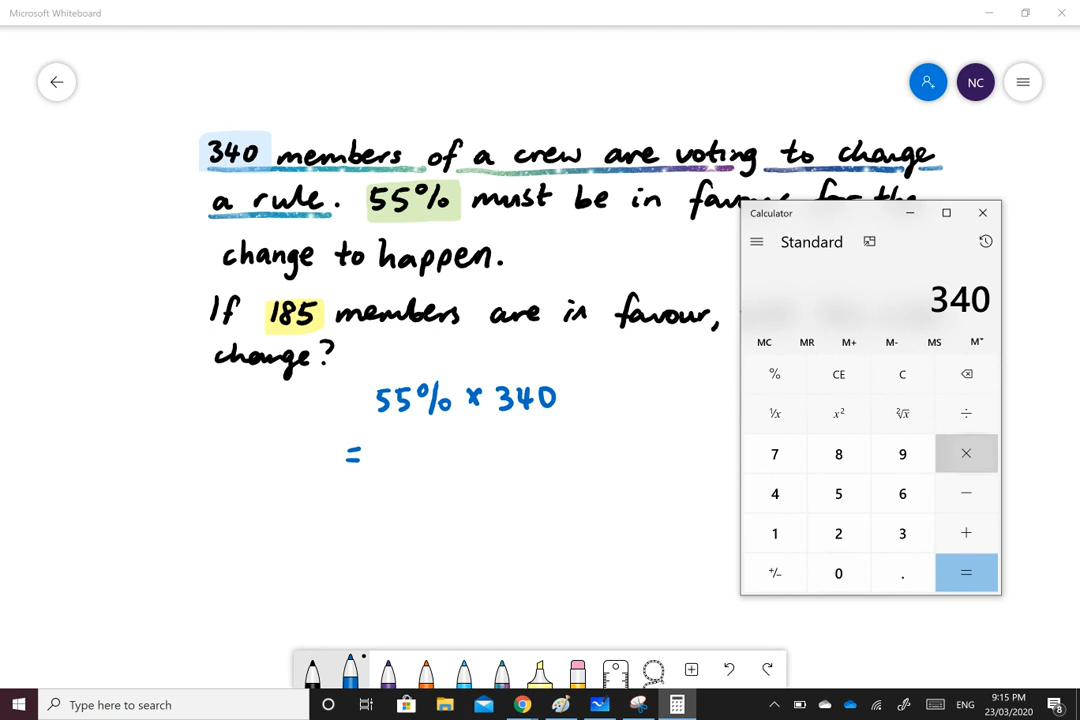 Microsoft Whiteboard
NC
340 members of a crew are voting to change
a rule. 55% must be in favour for the
change to happen.
If 185 members are in favour,
change?
55% × 340
=
Calculator
Standard
340
MC MR M+ M- MS M˅
% CE C
¹/x x² ²√x ÷
7 8 9 ×
4 5 6 −
1 2 3 +
+/− 0 . =
Type here to search
ENG
9:15 PM
23/03/2020
8